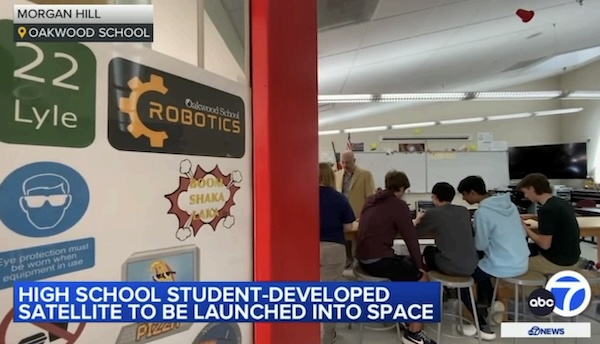 MORGAN HILL
OAKWOOD SCHOOL
22
Lyle
Oakwood School
ROBOTICS
BOOM
SHAKA
LAKA
Eye protection must
be worn when
equipment in use
PIZZA
HIGH SCHOOL STUDENT-DEVELOPED
SATELLITE TO BE LAUNCHED INTO SPACE
abc 7
NEWS